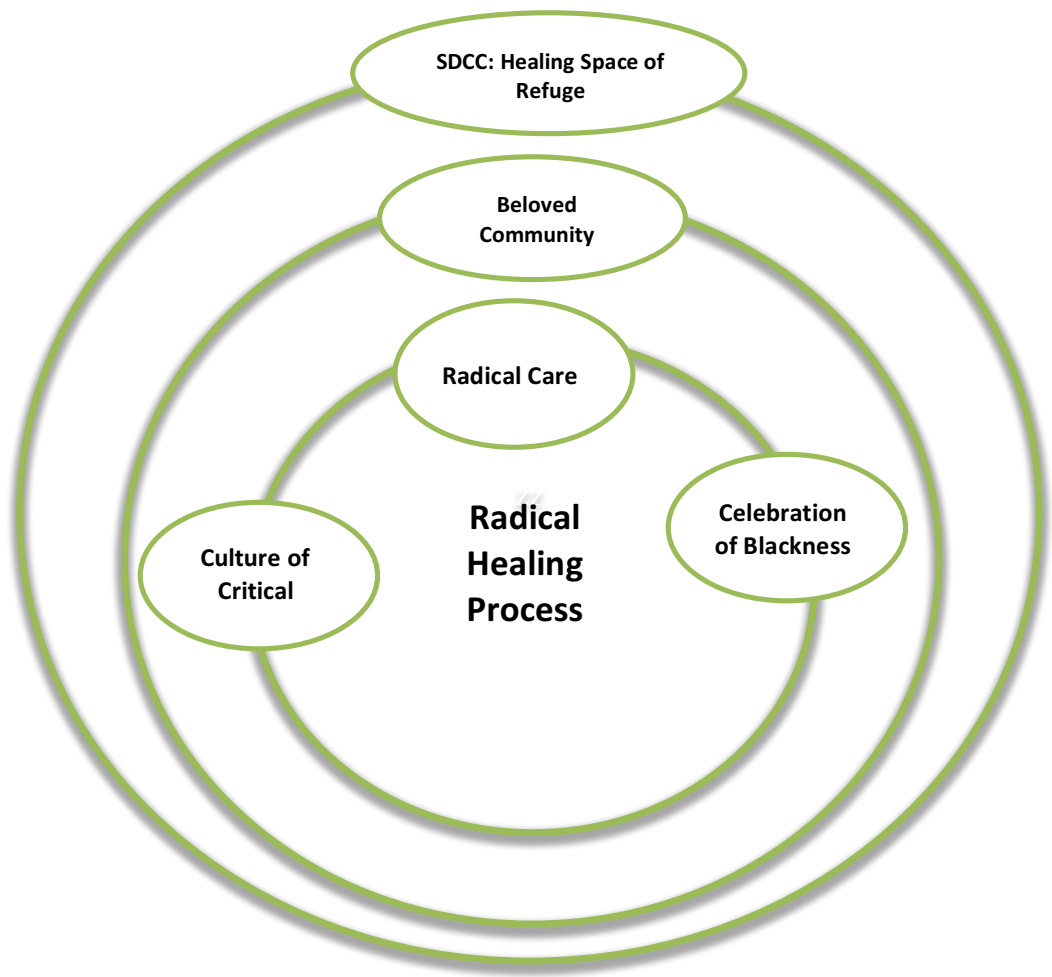 SDCC: Healing Space of
Refuge
Beloved
Community
Radical Care
Celebration
of Blackness
Culture of
Critical
Radical
Healing
Process